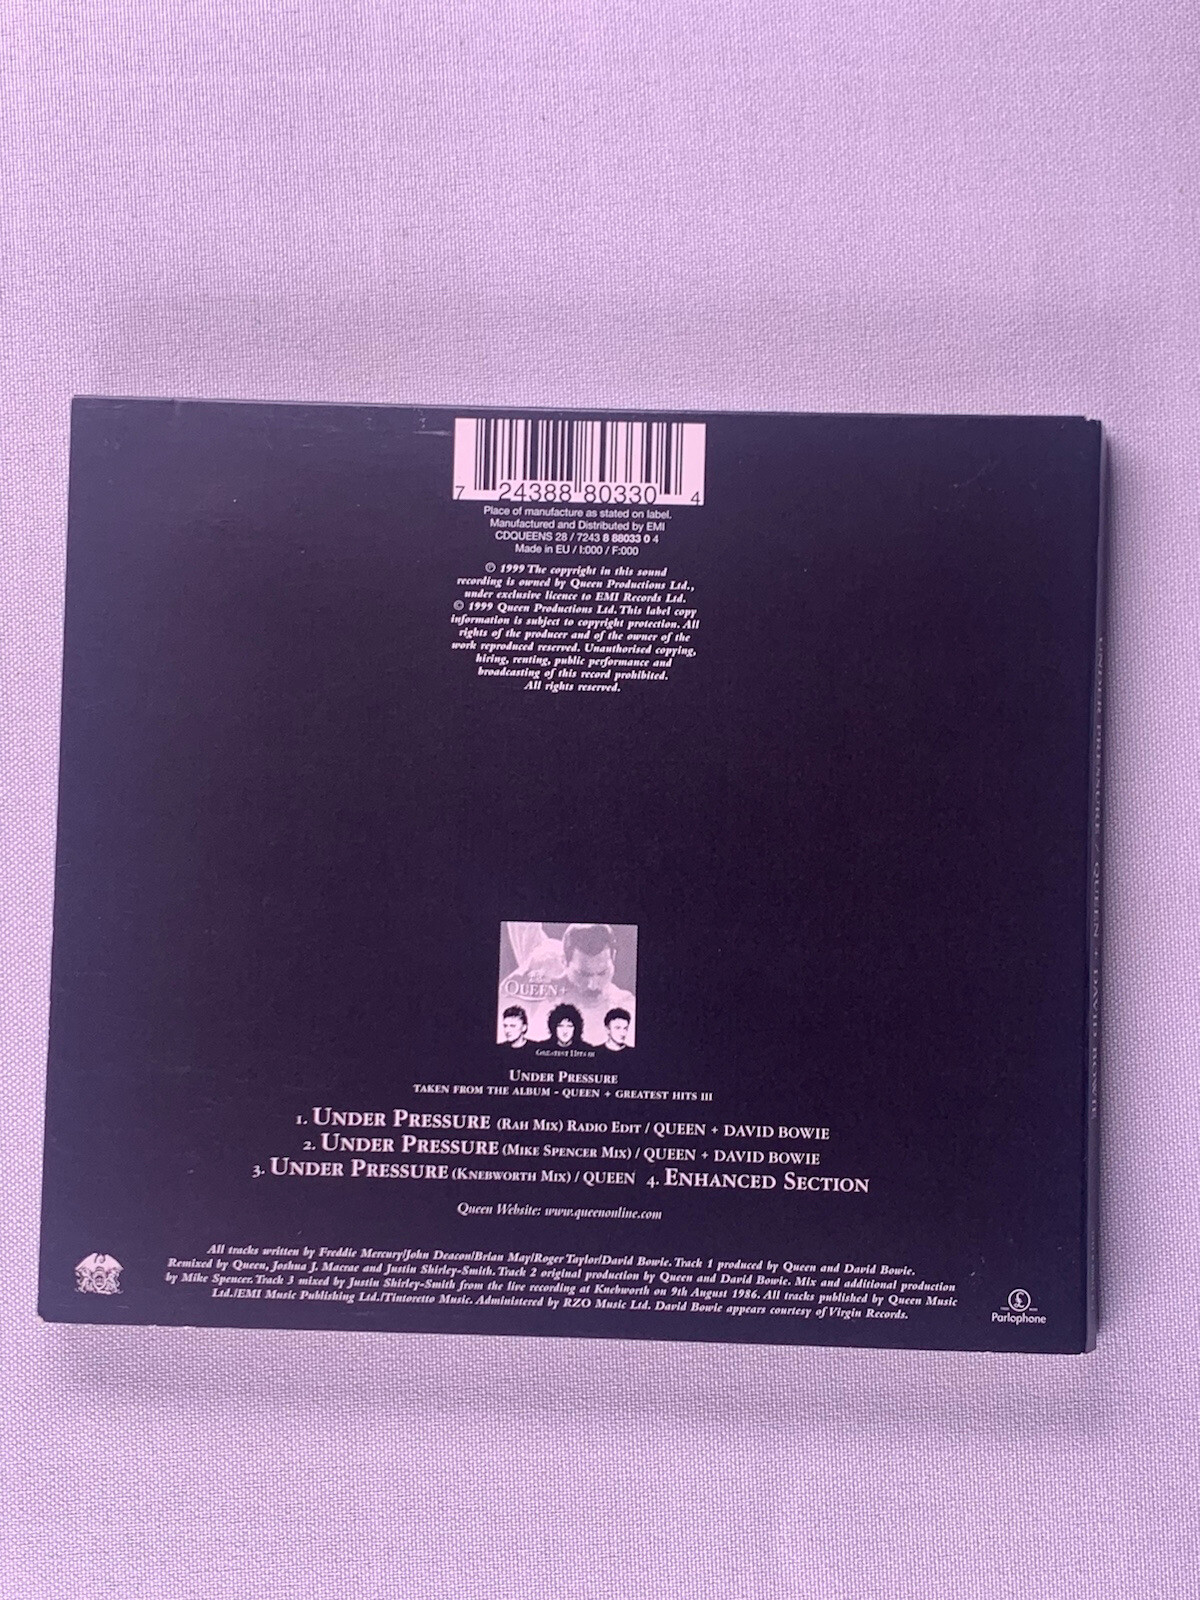 7 24388 80330 4
Place of manufacture as stated on label.
Manufactured and Distributed by EMI
CDQUEENS 28 / 7243 8 88033 0 4
Made in EU / I:000 / F:000
℗ 1999 The copyright in this sound
recording is owned by Queen Productions Ltd.,
under exclusive licence to EMI Records Ltd.
© 1999 Queen Productions Ltd. This label copy
information is subject to copyright protection. All
rights of the producer and of the owner of the
work reproduced reserved. Unauthorised copying,
hiring, renting, public performance and
broadcasting of this record prohibited.
All rights reserved.
QUEEN+
GREATEST HITS III
UNDER PRESSURE
TAKEN FROM THE ALBUM - QUEEN + GREATEST HITS III
1. UNDER PRESSURE (RAH MIX) RADIO EDIT / QUEEN + DAVID BOWIE
2. UNDER PRESSURE (MIKE SPENCER MIX) / QUEEN + DAVID BOWIE
3. UNDER PRESSURE (KNEBWORTH MIX) / QUEEN 4. ENHANCED SECTION
Queen Website: www.queenonline.com
All tracks written by Freddie Mercury/John Deacon/Brian May/Roger Taylor/David Bowie. Track 1 produced by Queen and David Bowie.
Remixed by Queen, Joshua J. Macrae and Justin Shirley-Smith. Track 2 original production by Queen and David Bowie. Mix and additional production
by Mike Spencer. Track 3 mixed by Justin Shirley-Smith from the live recording at Knebworth on 9th August 1986. All tracks published by Queen Music
Ltd./EMI Music Publishing Ltd./Tintoretto Music. Administered by RZO Music Ltd. David Bowie appears courtesy of Virgin Records.
Parlophone
UNDER PRESSURE / QUEEN + DAVID BOWIE